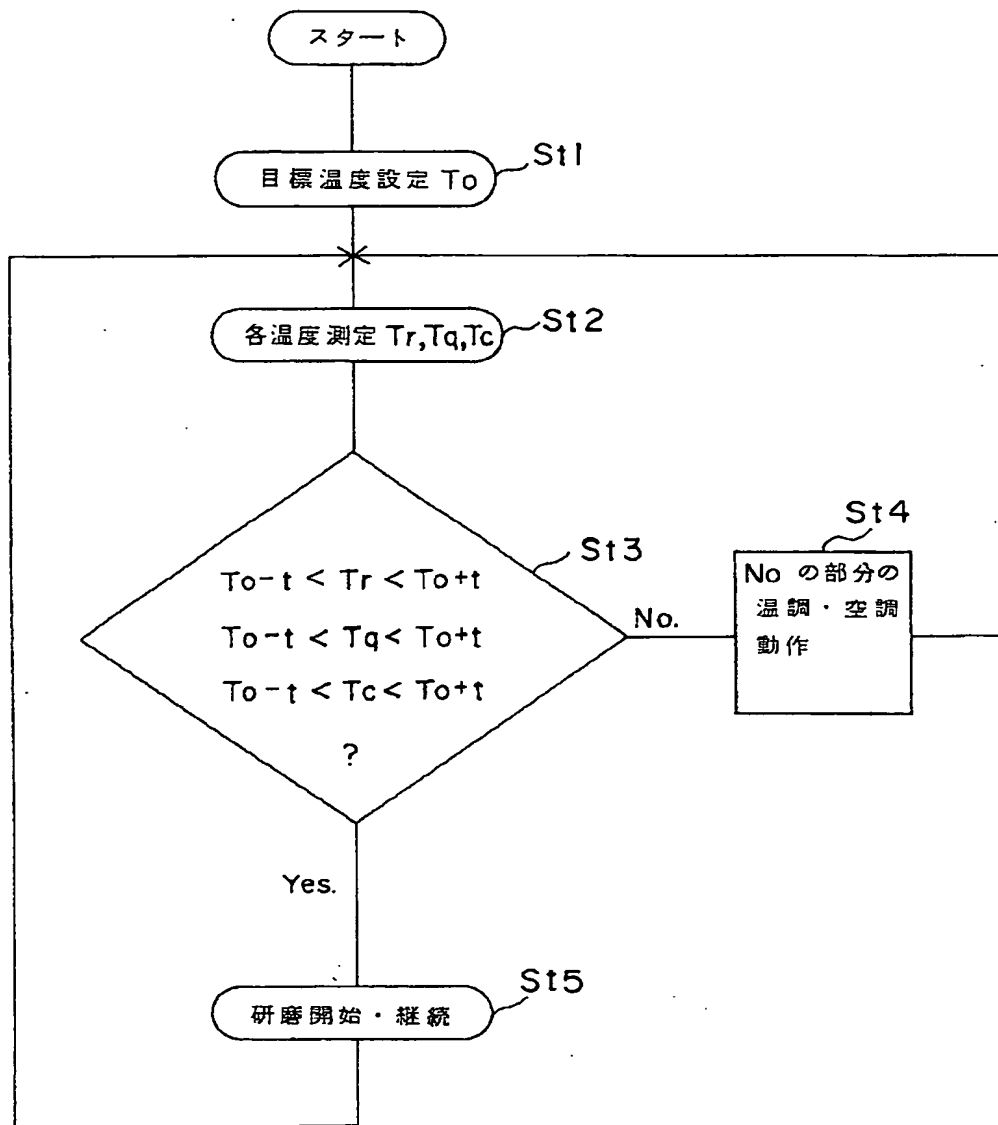 スタート
St1
目標温度設定 To
St2
各温度測定 Tr,Tq,Tc
St3
To-t < Tr < To+t
To-t < Tq < To+t
To-t < Tc < To+t
?
No.
St4
No の部分の
温調・空調
動作
Yes.
St5
研磨開始・継続